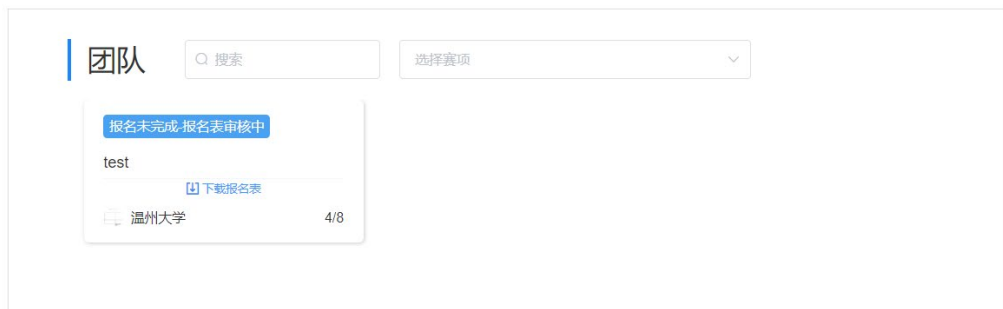 团队
搜索
选择赛项
报名未完成-报名表审核中
test
下载报名表
温州大学 4/8